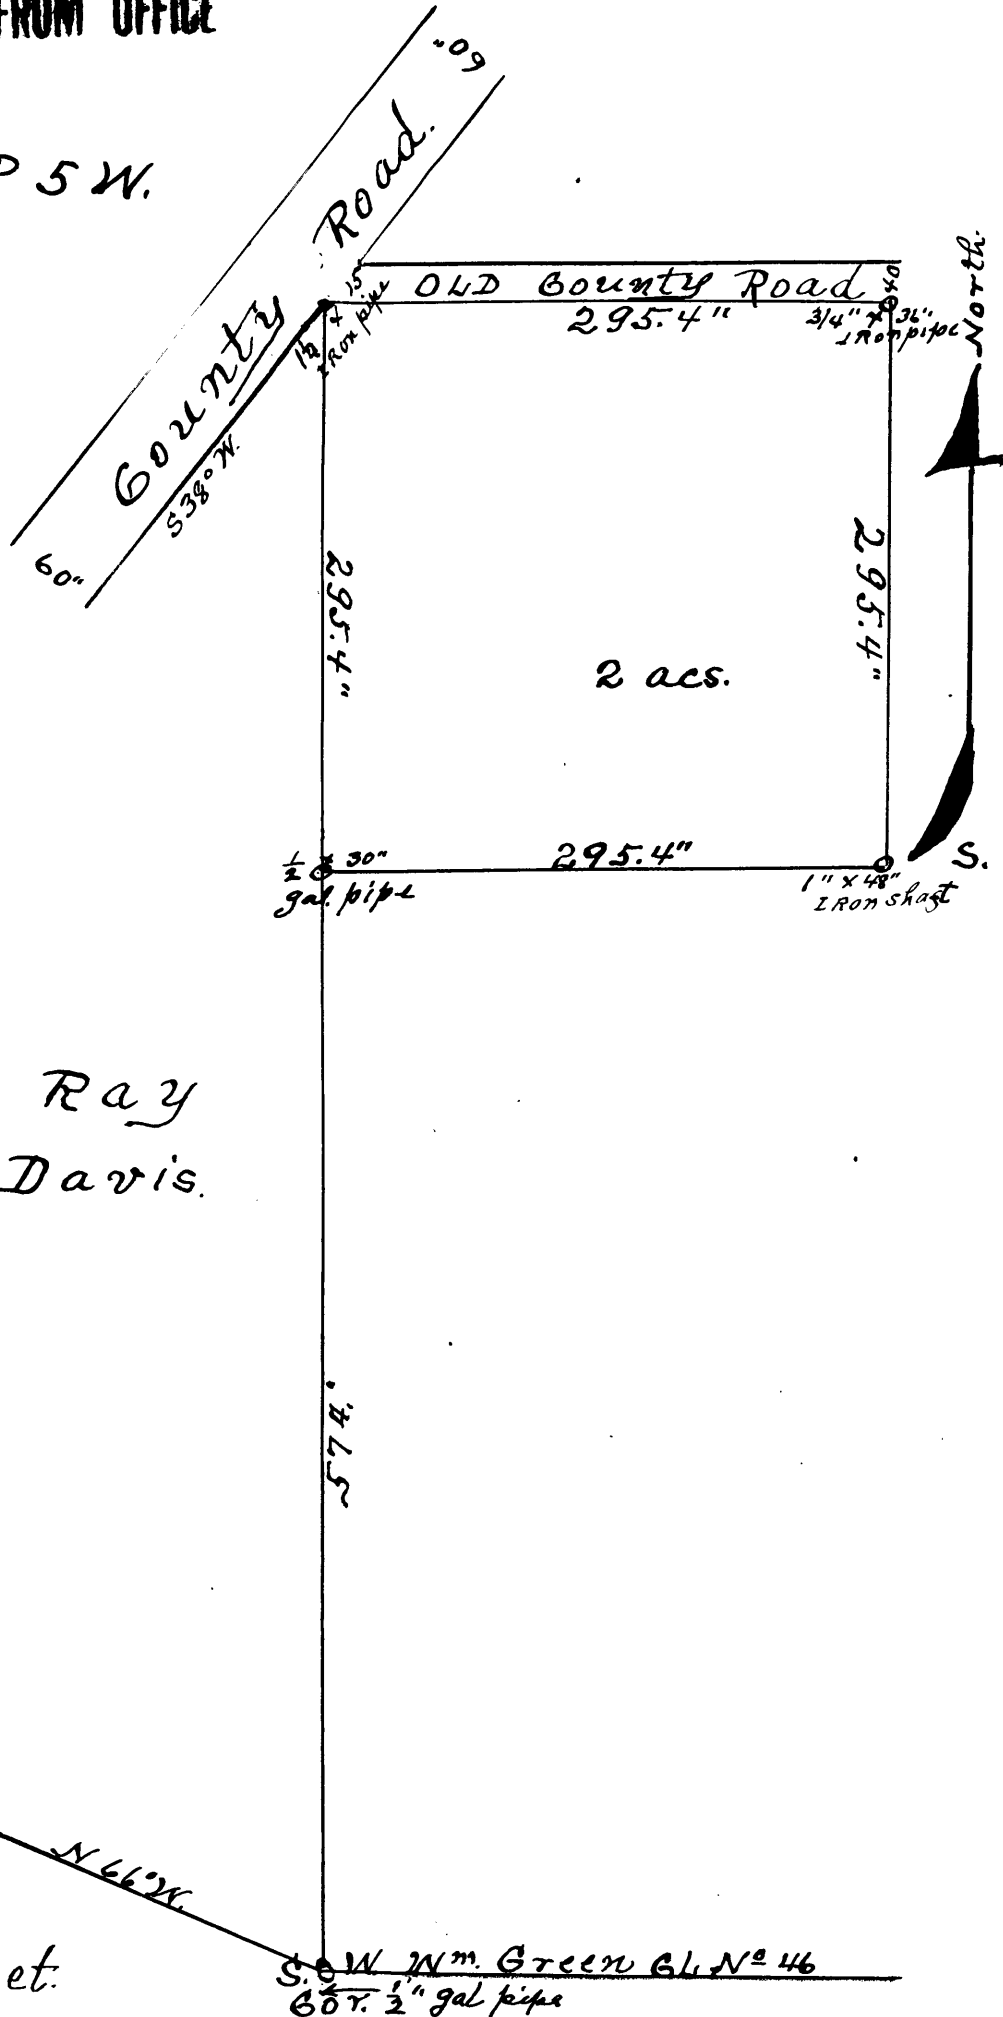 FROM OFFICE
5 W.
60"
County Road.
60"
S 38° W.
15"
Iron pipe
OLD County Road
40
295.4"
3/4" x 36"
Iron pipe
North.
295.4"
295.4"
2 acs.
1/2 x 30"
gal. pipe
295.4"
1" x 48"
Iron shaft
S.
Ray
Davis.
574.'
N 66° W.
et.
S. W Wm. Green GL No 46
Cor. 1/2" gal pipe